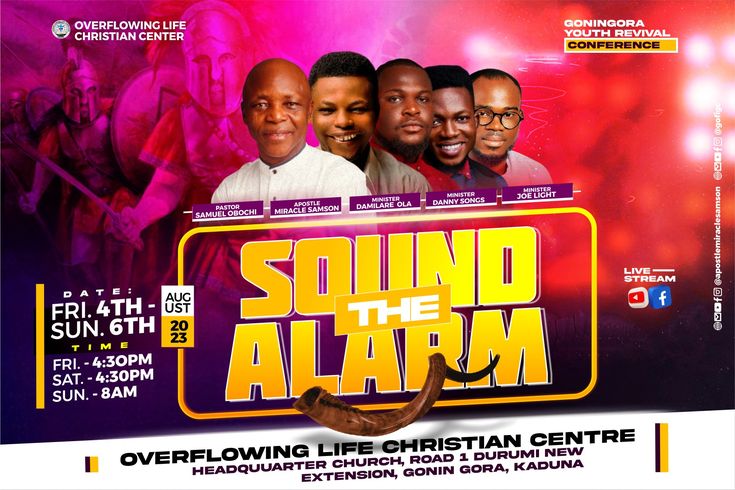 OVERFLOWING LIFE
CHRISTIAN CENTER
GONINGORA
YOUTH REVIVAL
CONFERENCE
PASTOR
SAMUEL OBOCHI
APOSTLE
MIRACLE SAMSON
MINISTER
DAMILARE OLA
MINISTER
DANNY SONGS
MINISTER
JOE LIGHT
SOUND
THE
ALARM
DATE:
FRI. 4TH -
SUN. 6TH
AUG
UST
20
23
TIME
FRI. - 4:30PM
SAT. - 4:30PM
SUN. - 8AM
LIVE
STREAM
@apostlemiraclesamson
OVERFLOWING LIFE CHRISTIAN CENTRE
HEADQUUARTER CHURCH, ROAD 1 DURUMI NEW
EXTENSION, GONIN GORA, KADUNA